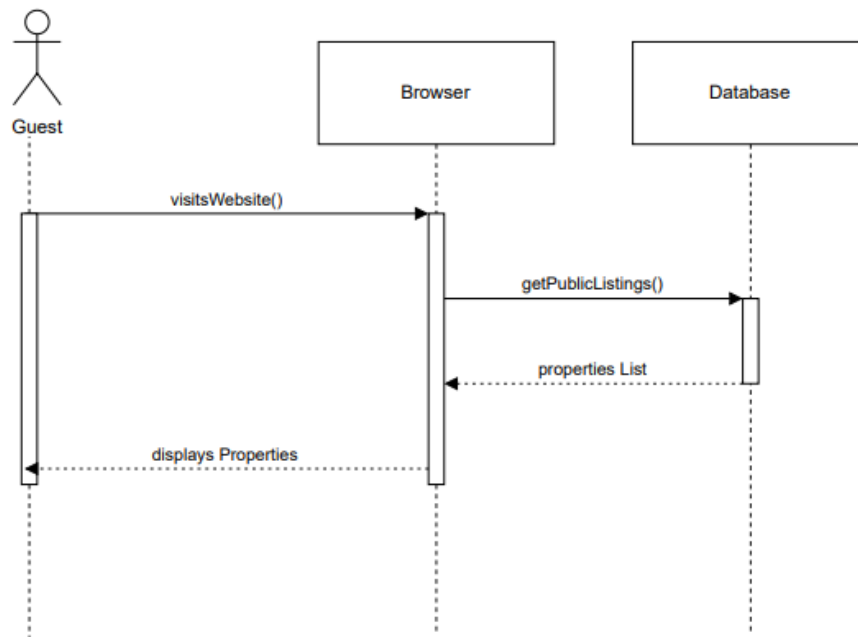 Guest
Browser
Database
visitsWebsite()
getPublicListings()
properties List
displays Properties